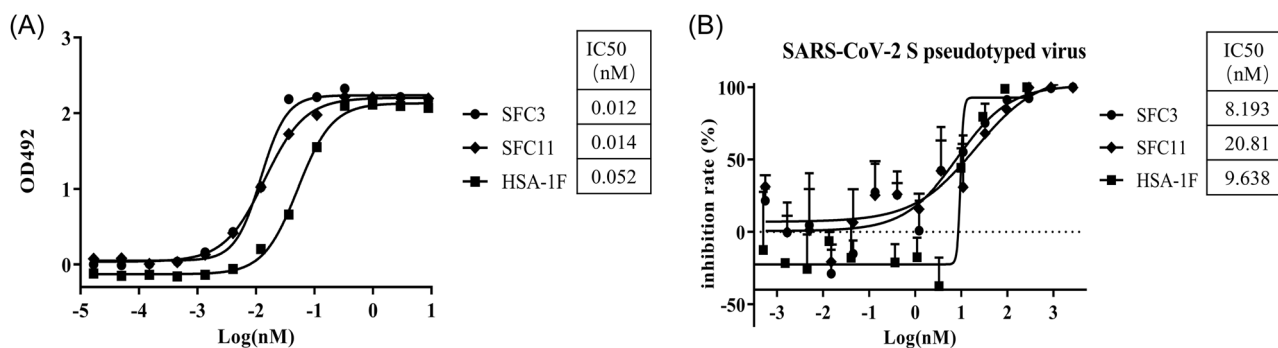 (A)
3
2
1
0
OD492
-5 -4 -3 -2 -1 0 1
Log(nM)
SFC3
SFC11
HSA-1F
IC50
(nM)
0.012
0.014
0.052
(B)
SARS-CoV-2 S pseudotyped virus
100
50
0
-50
inhibition rate (%)
-3 -2 -1 0 1 2 3
Log(nM)
SFC3
SFC11
HSA-1F
IC50
(nM)
8.193
20.81
9.638